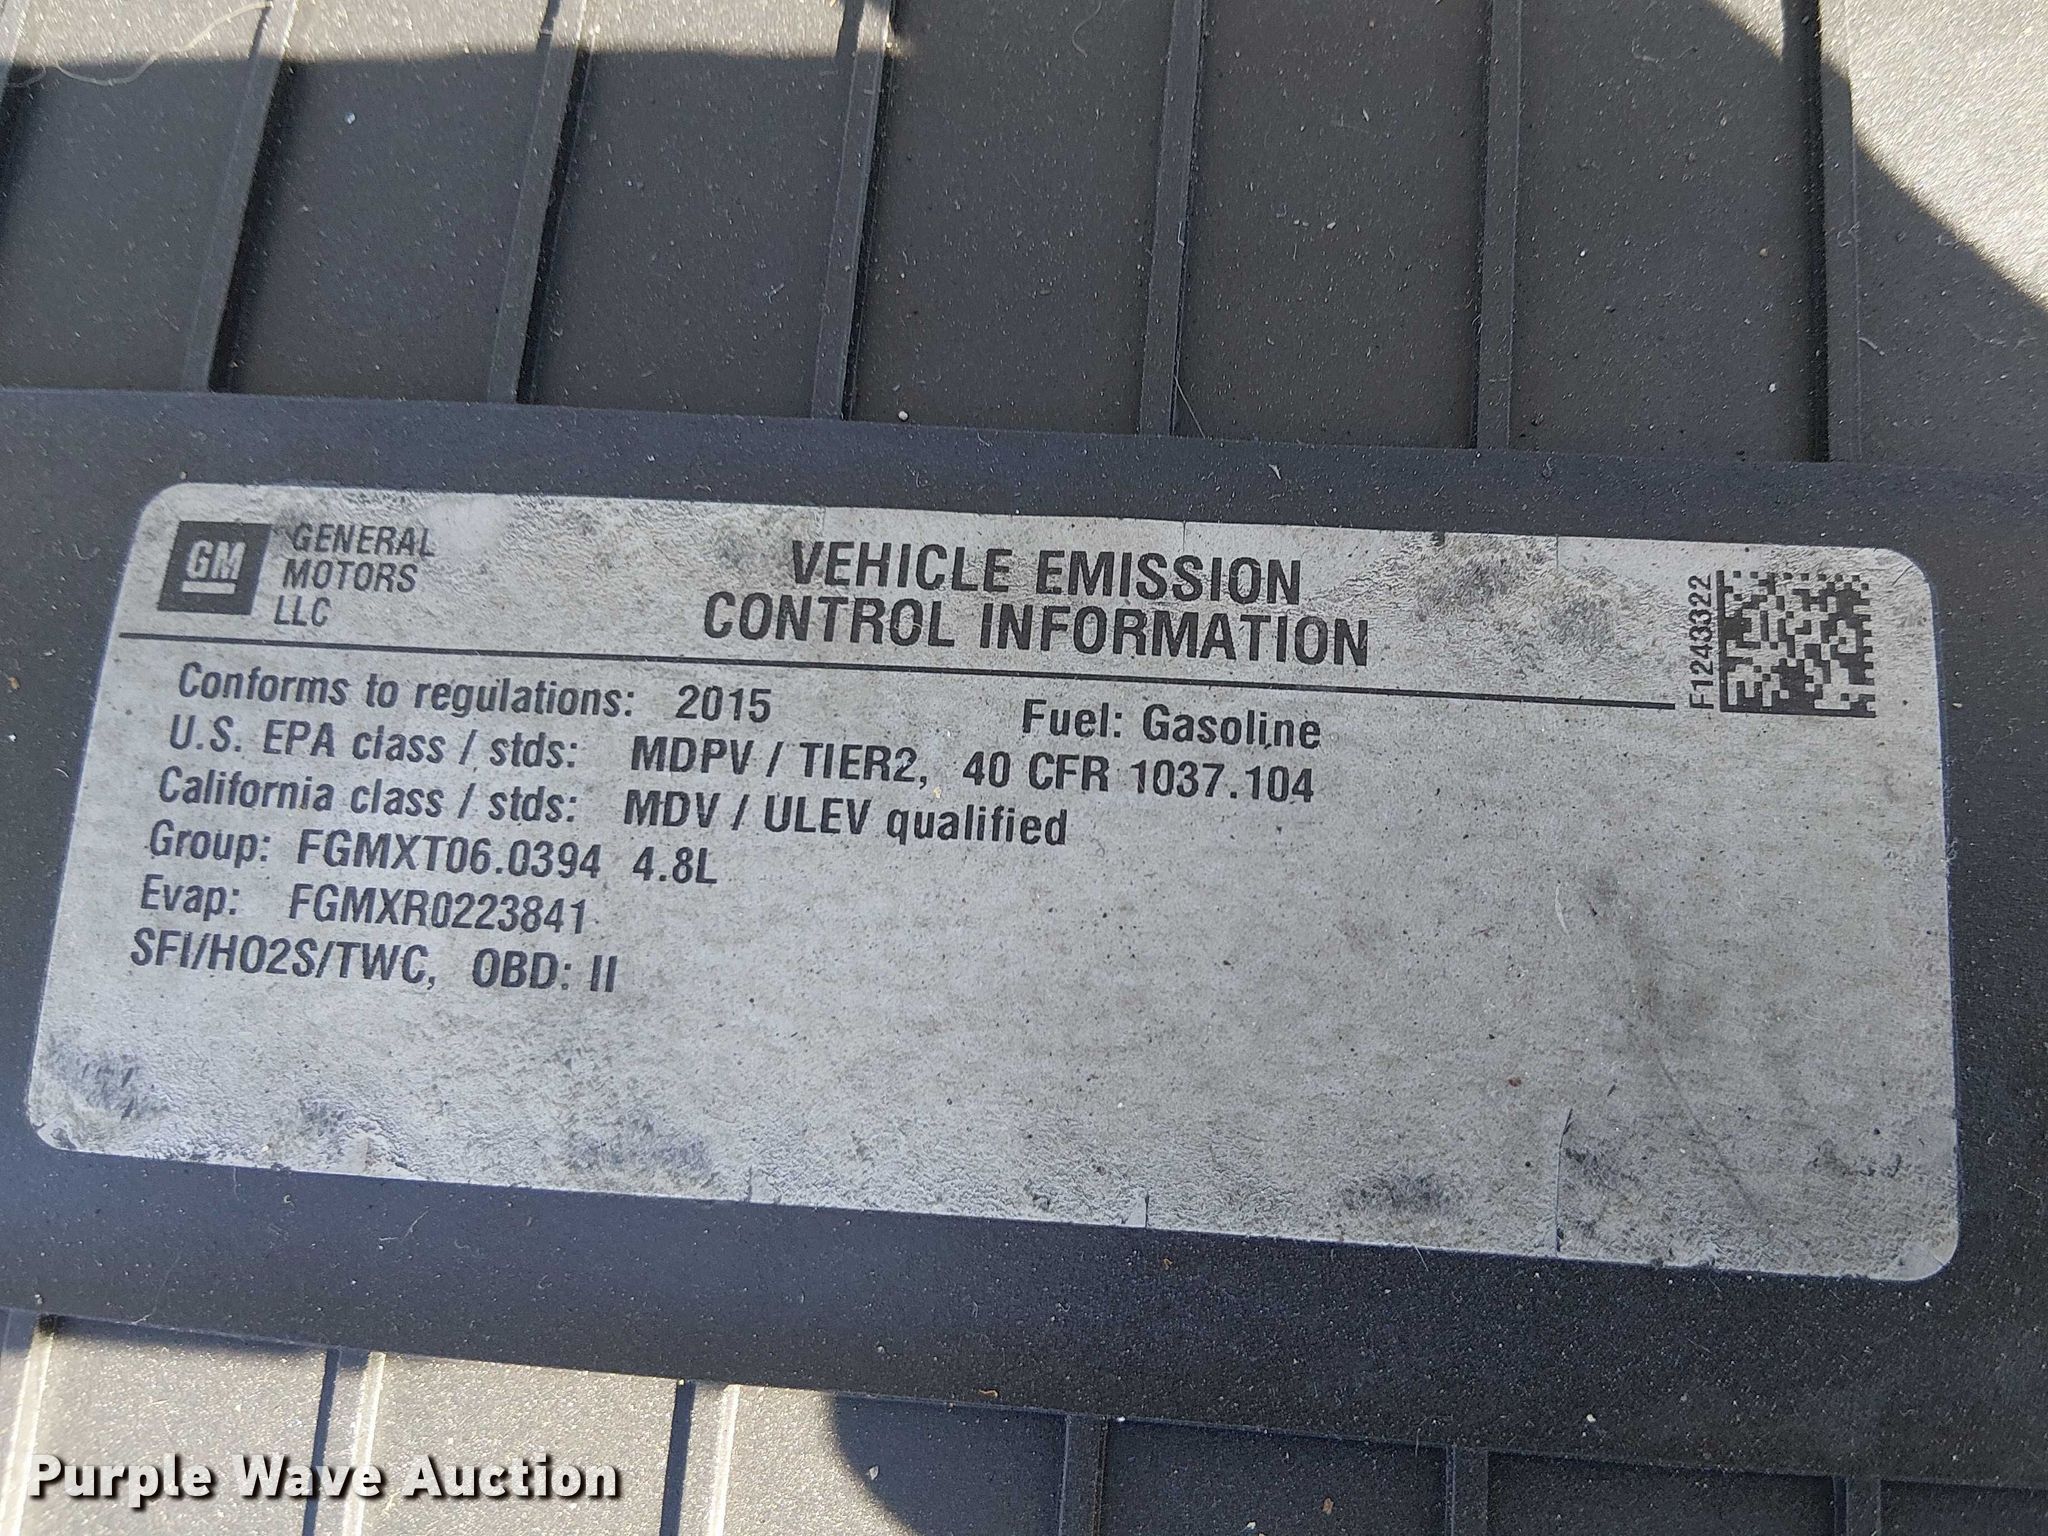 GM
GENERAL
MOTORS
LLC
VEHICLE EMISSION
CONTROL INFORMATION
F1243322
Conforms to regulations: 2015 Fuel: Gasoline
U.S. EPA class / stds: MDPV / TIER2, 40 CFR 1037.104
California class / stds: MDV / ULEV qualified
Group: FGMXT06.0394 4.8L
Evap: FGMXR0223841
SFI/HO2S/TWC, OBD: II
Purple Wave Auction